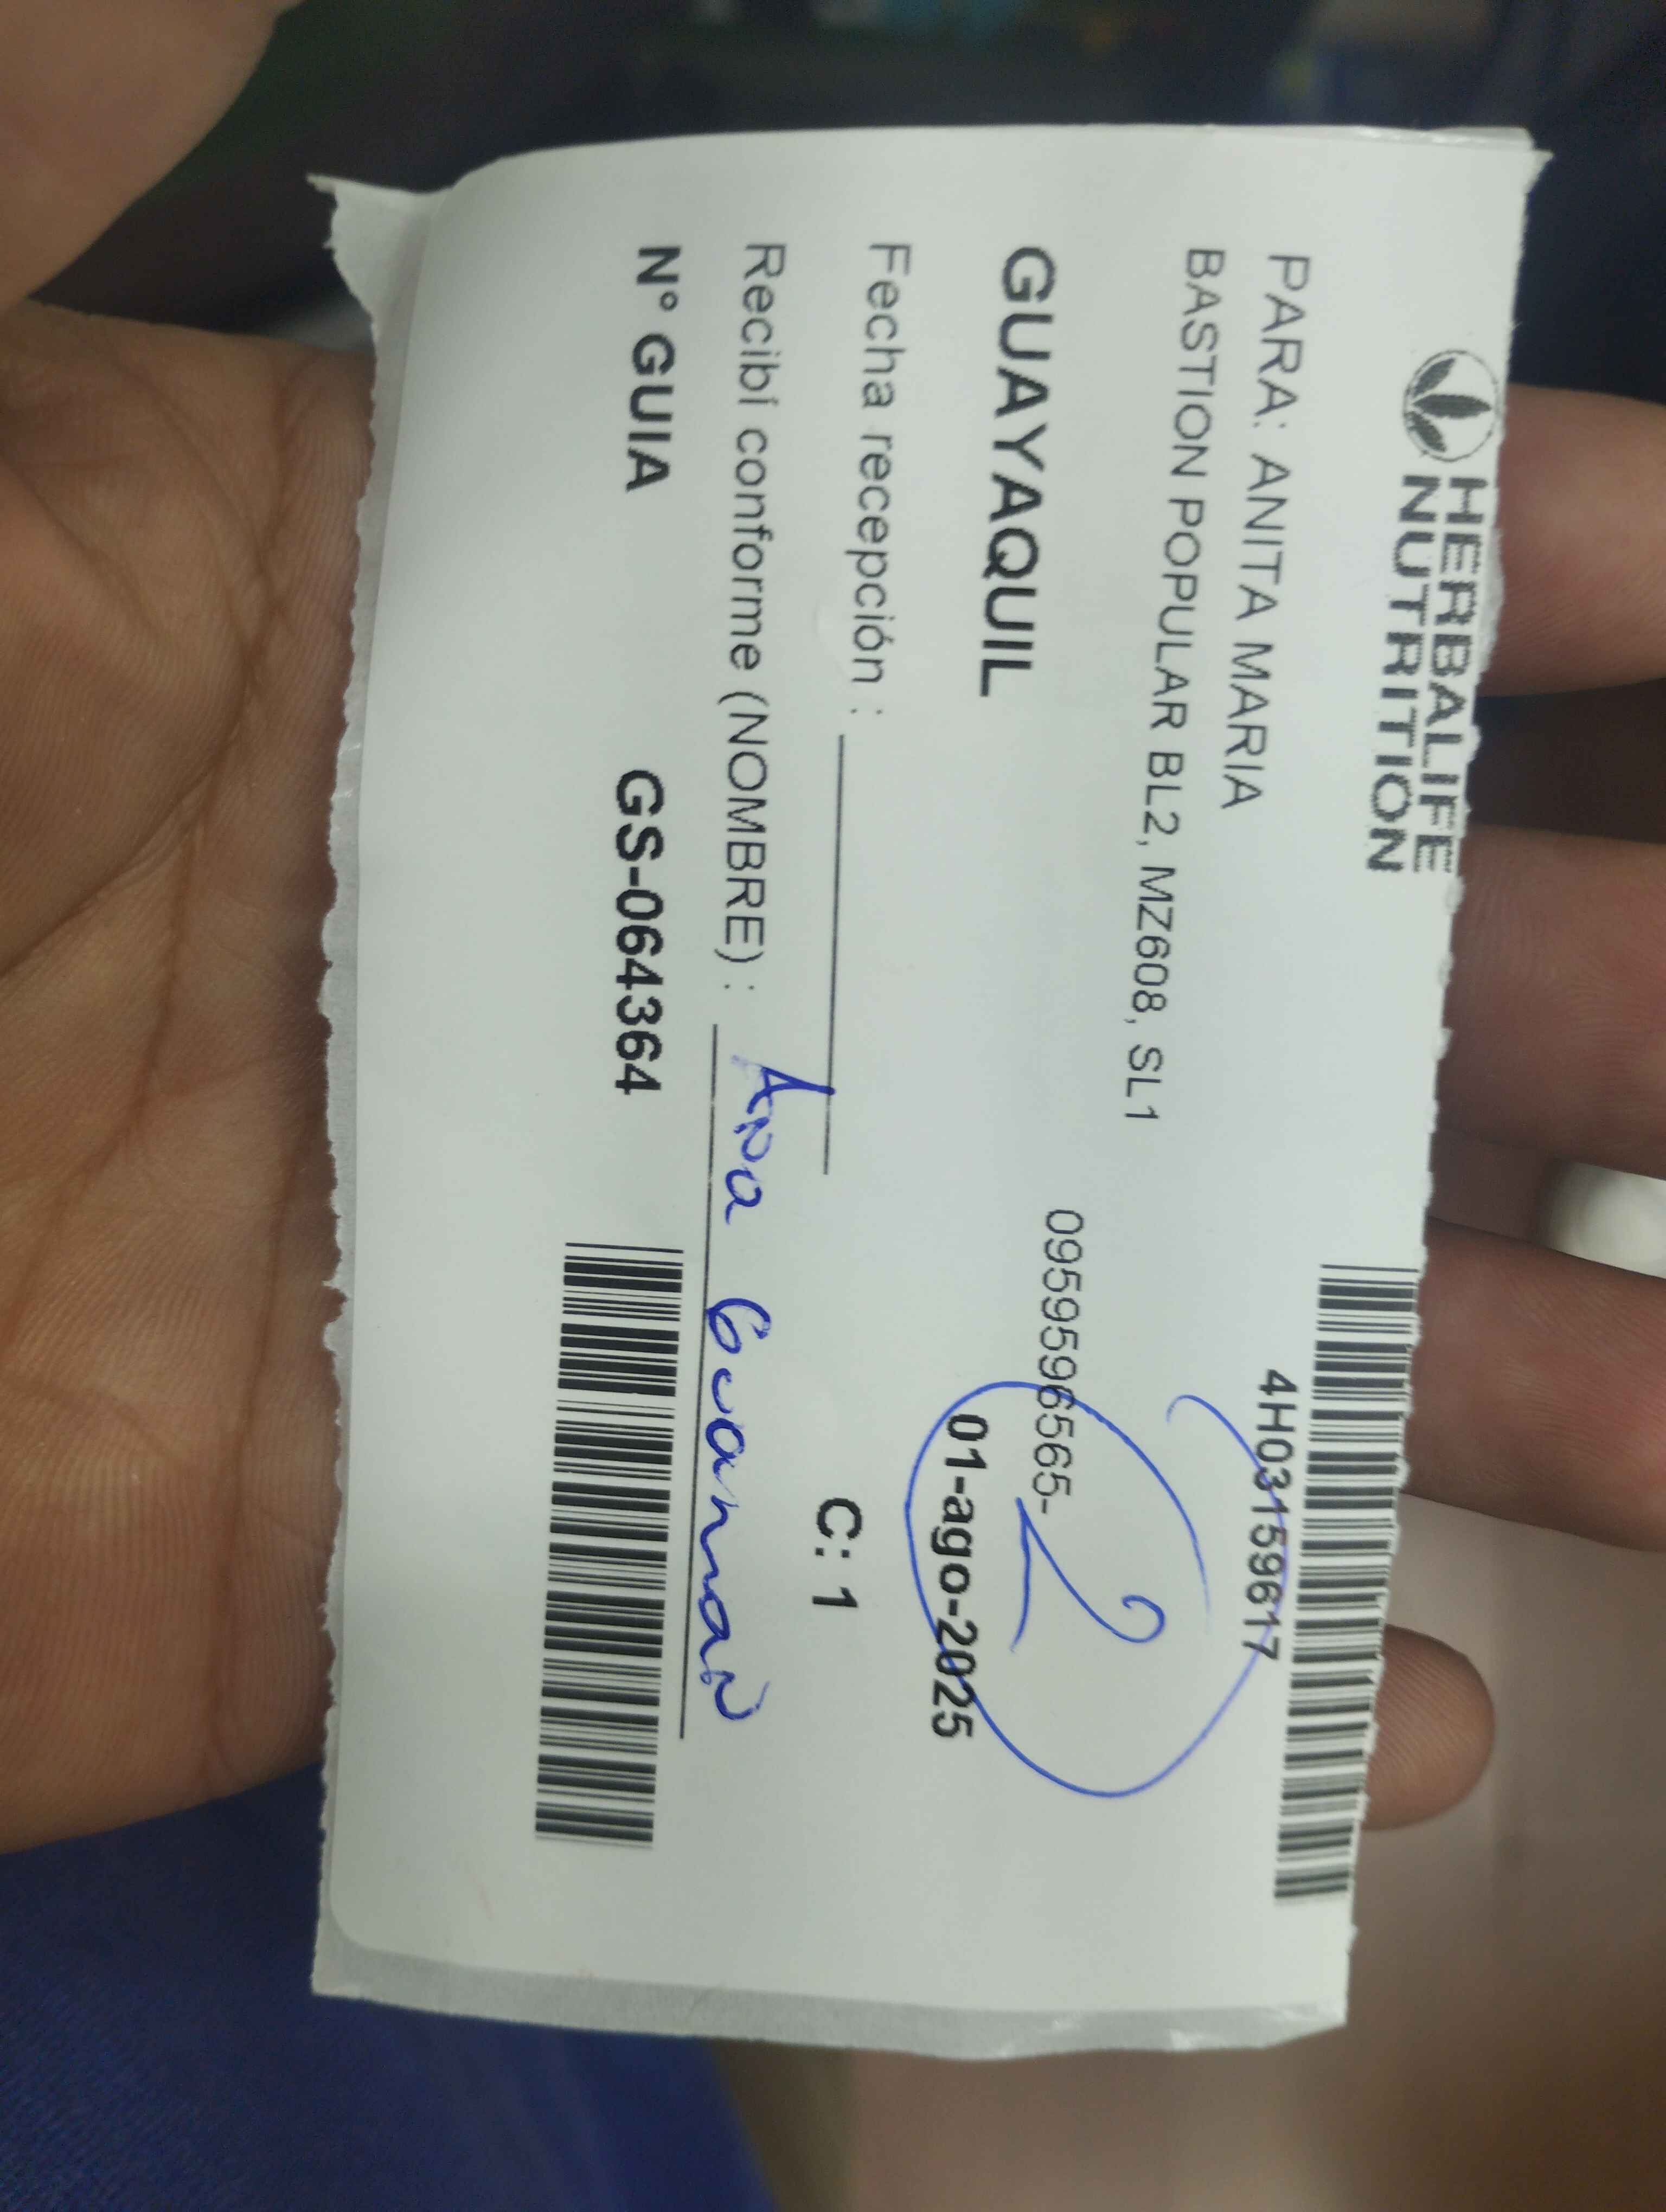 HERBALIFE
NUTRITION
4H03159617
PARA: ANITA MARIA
BASTION POPULAR BL2, MZ608, SL1
0959596565-
2
GUAYAQUIL
01-ago-2025
Fecha recepción :
C: 1
Recibí conforme (NOMBRE) : Ana Guaman
N° GUIA GS-064364